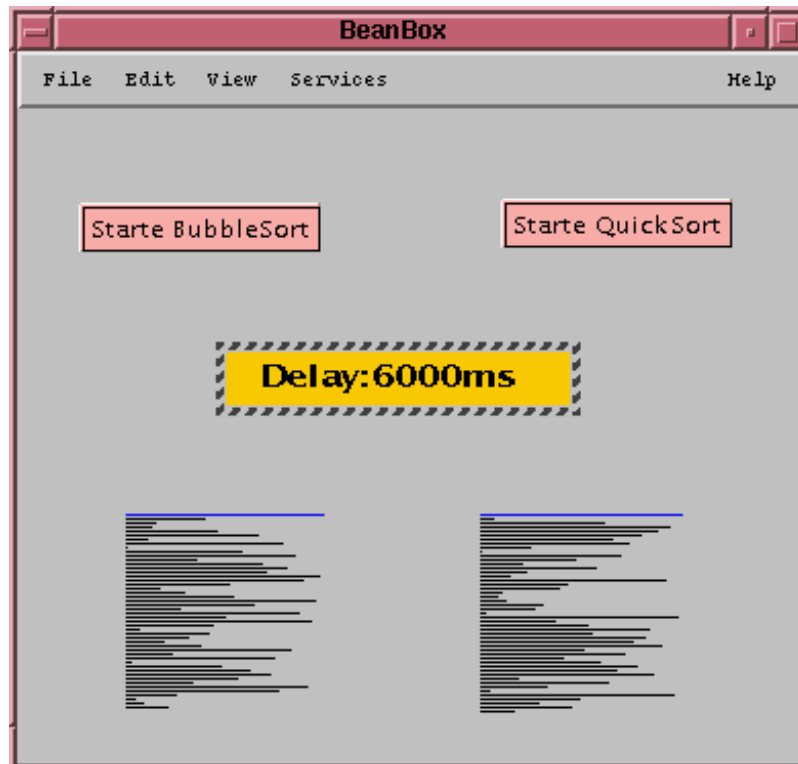 BeanBox
File Edit View Services Help
Starte BubbleSort
Starte QuickSort
Delay:6000ms